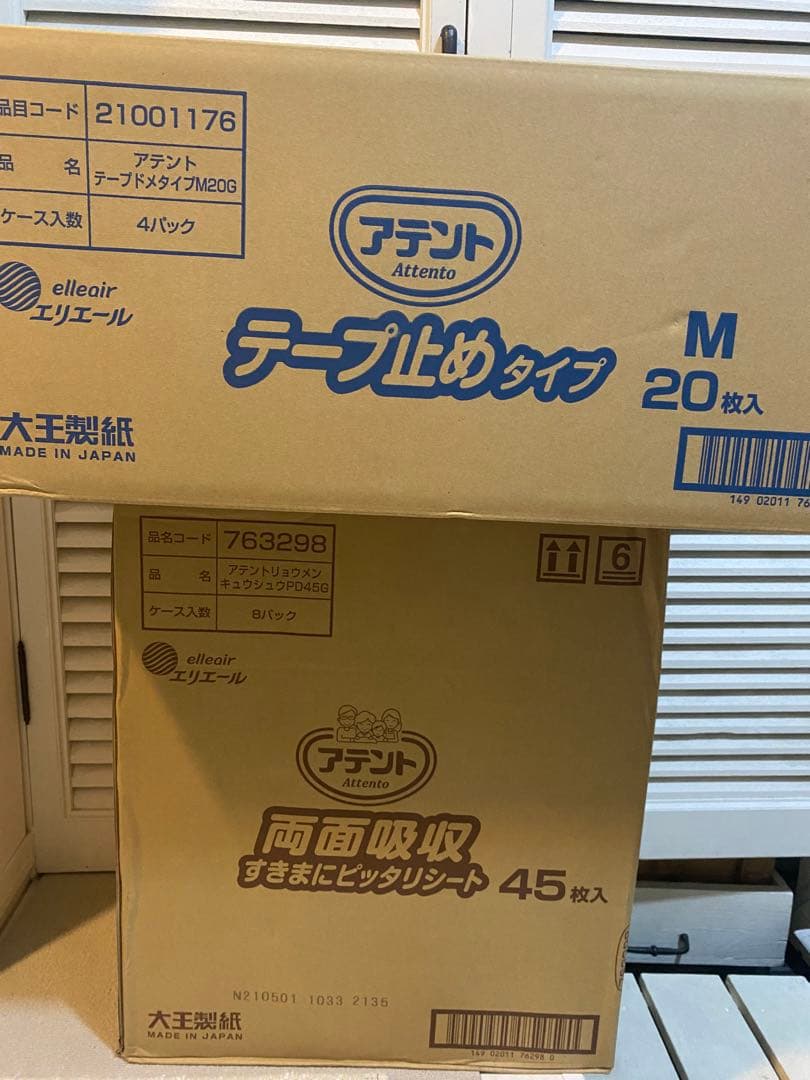 品目コード 21001176
品 名 アテント
テープドメタイプM20G
ケース入数 4パック
elleair
エリエール
大王製紙
MADE IN JAPAN
アテント
Attento
テープ止めタイプ
M
20枚入
149 02011 76
品名コード 763298
品 名 アテントリョウメン
キュウシュウPD45G
ケース入数 8パック
6
elleair
エリエール
アテント
Attento
両面吸収
すきまにピッタリシート 45枚入
N210501 1033 2135
大王製紙
MADE IN JAPAN
149 02011 76298 0